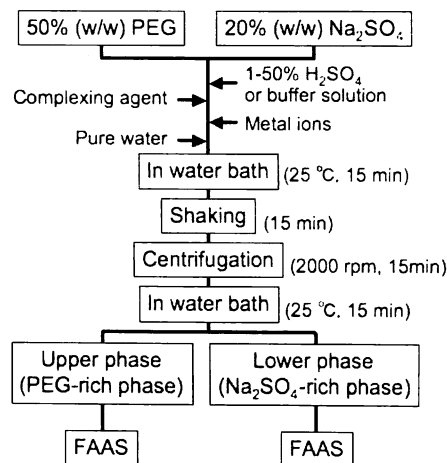 50% (w/w) PEG
20% (w/w) Na₂SO₄
1-50% H₂SO₄
or buffer solution
Complexing agent
Metal ions
Pure water
In water bath (25 °C. 15 min)
Shaking (15 min)
Centrifugation (2000 rpm, 15min)
In water bath (25 °C. 15 min)
Upper phase
(PEG-rich phase)
Lower phase
(Na₂SO₄-rich phase)
FAAS
FAAS